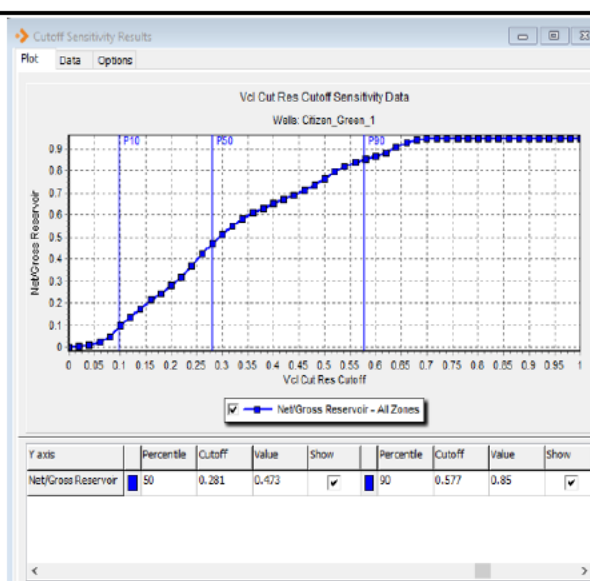 Cutoff Sensitivity Results
Plot Data Options
Vcl Cut Res Cutoff Sensitivity Data
Wells: Citizen_Green_1
P10 P50 P90
0.9
0.8
0.7
0.6
0.5
0.4
0.3
0.2
0.1
0
Net/Gross Reservoir
0 0.05 0.1 0.15 0.2 0.25 0.3 0.35 0.4 0.45 0.5 0.55 0.6 0.65 0.7 0.75 0.8 0.85 0.9 0.95 1
Vcl Cut Res Cutoff
Net/Gross Reservoir - All Zones
Y axis Percentile Cutoff Value Show Percentile Cutoff Value Show
Net/Gross Reservoir 50 0.281 0.473 90 0.577 0.85